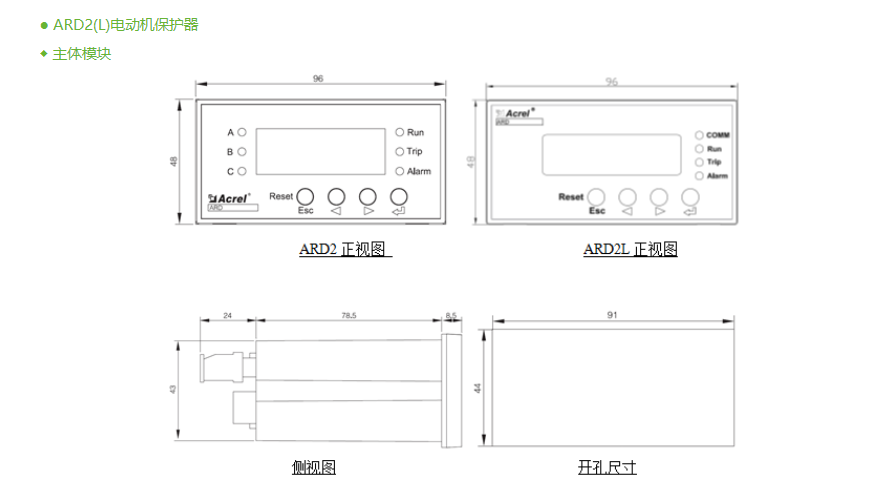 ● ARD2(L)电动机保护器
◆ 主体模块
96
96
48
A
B
C
Run
Trip
Alarm
Acrel®
ARD
Reset
Esc
48
Acrel®
ARD
COMM
Run
Trip
Alarm
Reset
Esc
ARD2 正视图
ARD2L 正视图
24
78.5
8.5
91
43
44
侧视图
开孔尺寸